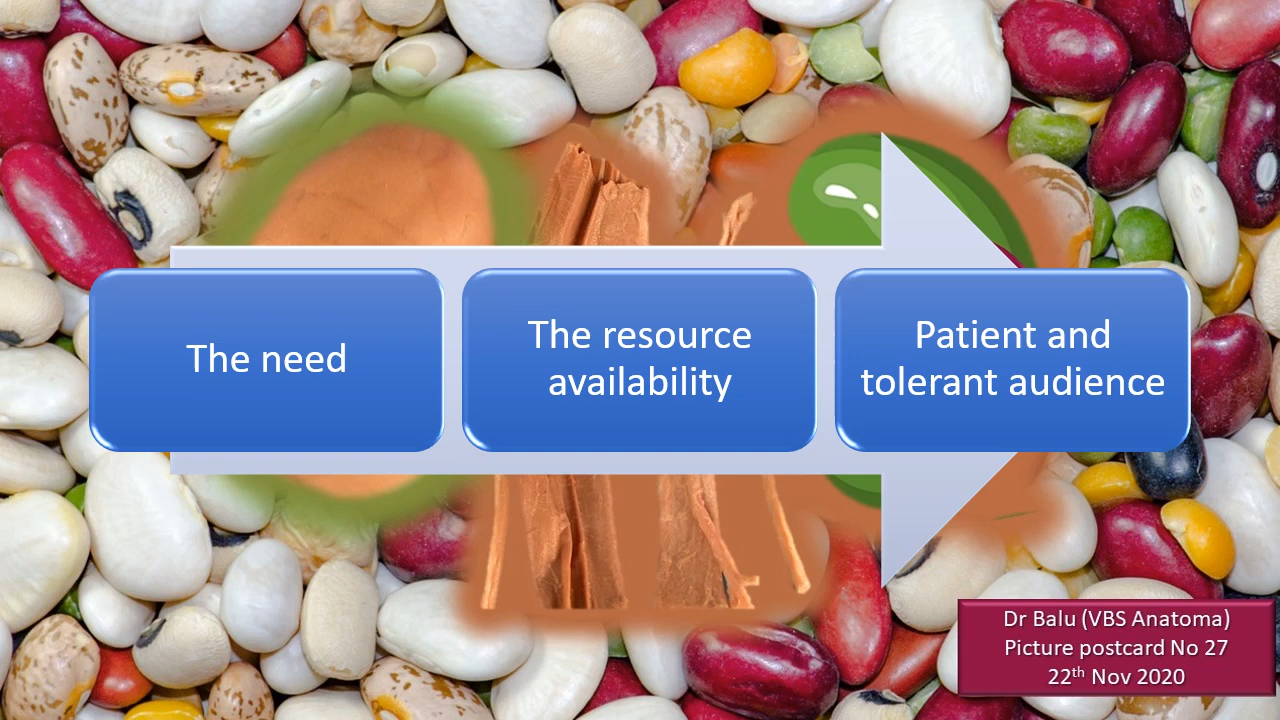 The need
The resource
availability
Patient and
tolerant audience
Dr Balu (VBS Anatoma)
Picture postcard No 27
22th Nov 2020